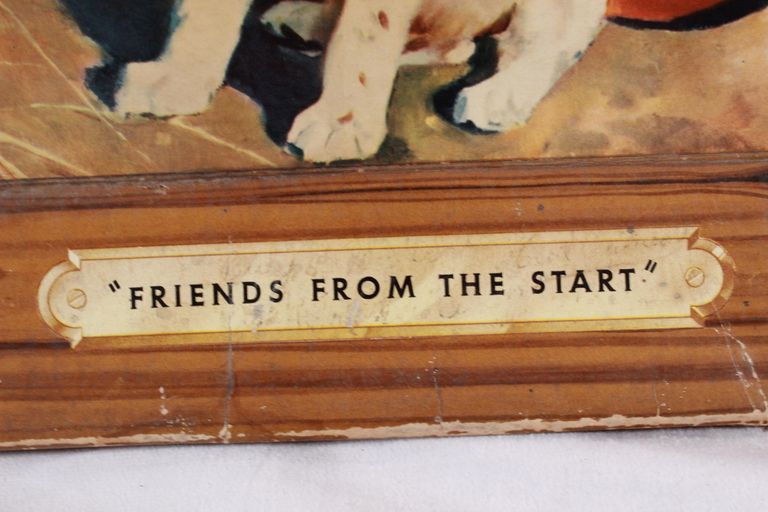 "FRIENDS FROM THE START"